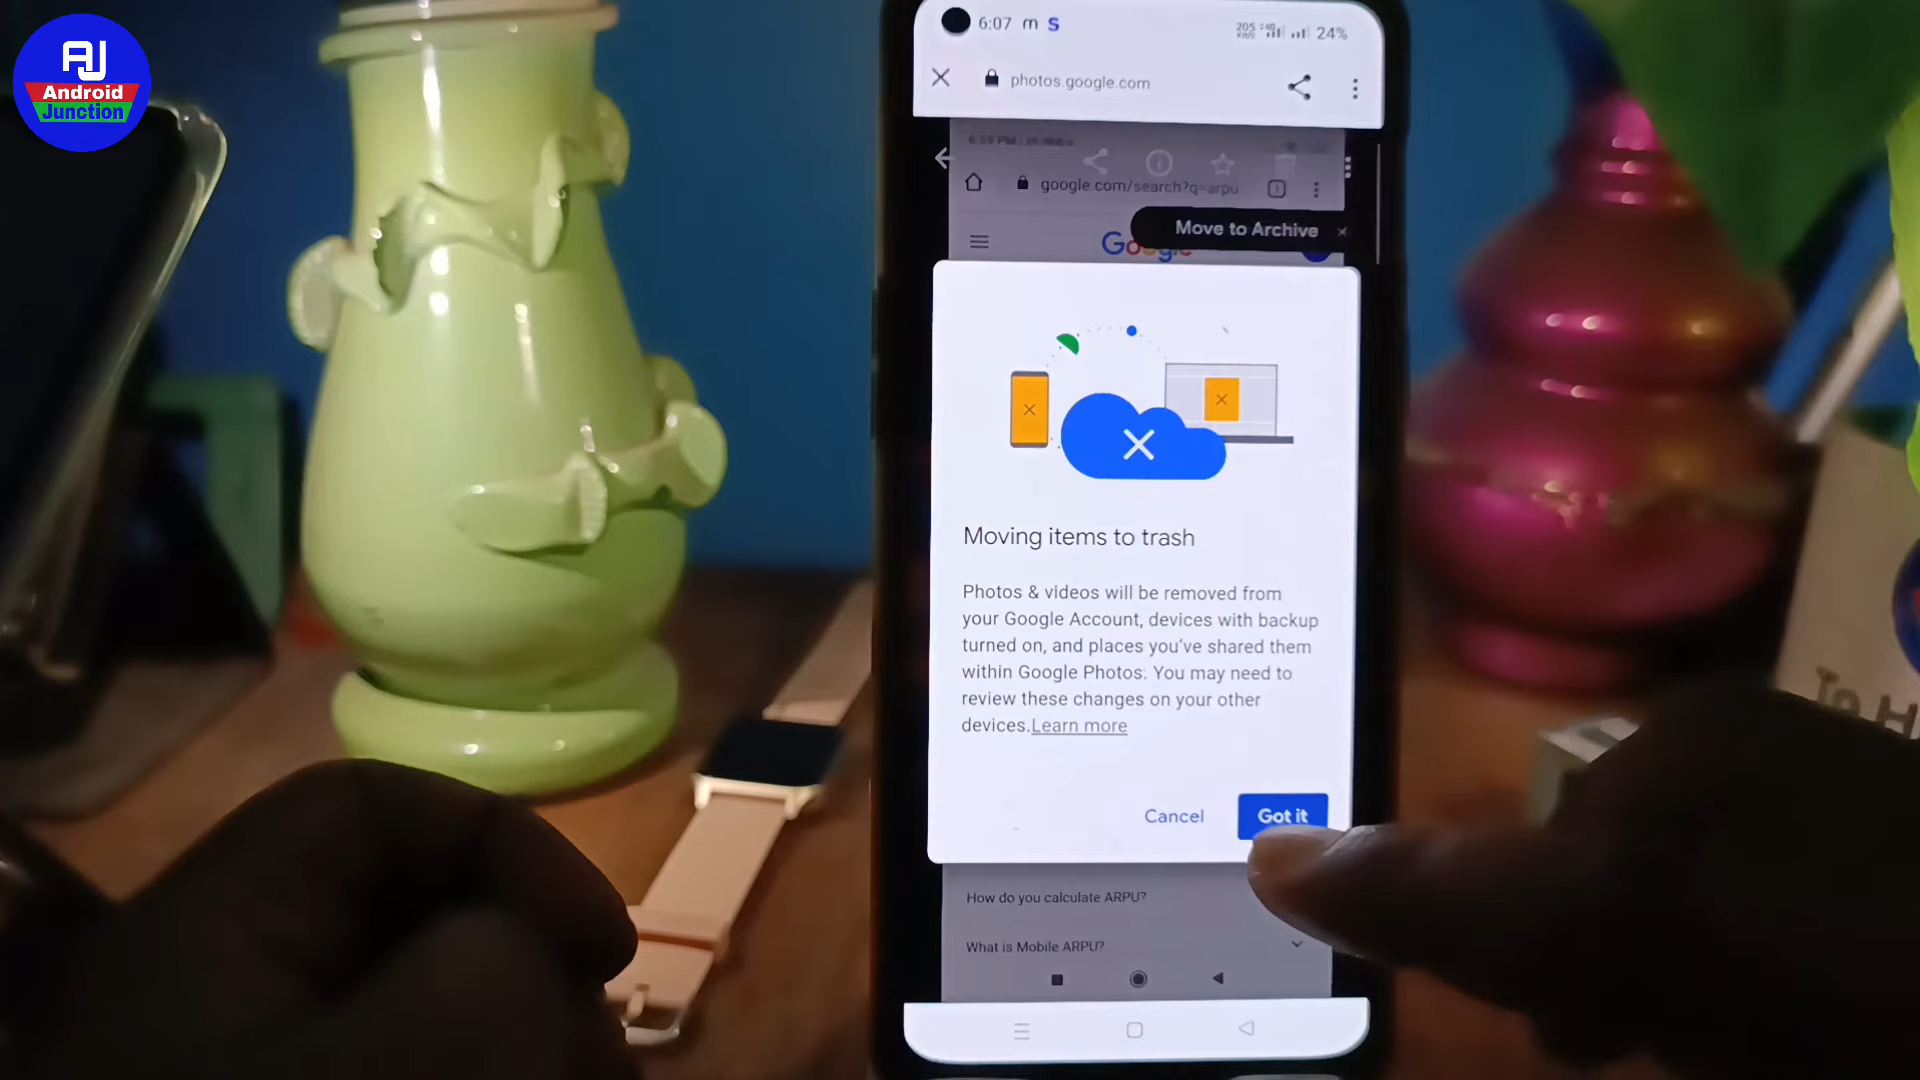 AJ
Android
Junction
6:07 m S
24%
photos.google.com
google.com/search?q=arpu
Move to Archive
Google
Moving items to trash
Photos & videos will be removed from
your Google Account, devices with backup
turned on, and places you've shared them
within Google Photos. You may need to
review these changes on your other
devices.Learn more
Cancel Got it
How do you calculate ARPU?
What is Mobile ARPU?
To H